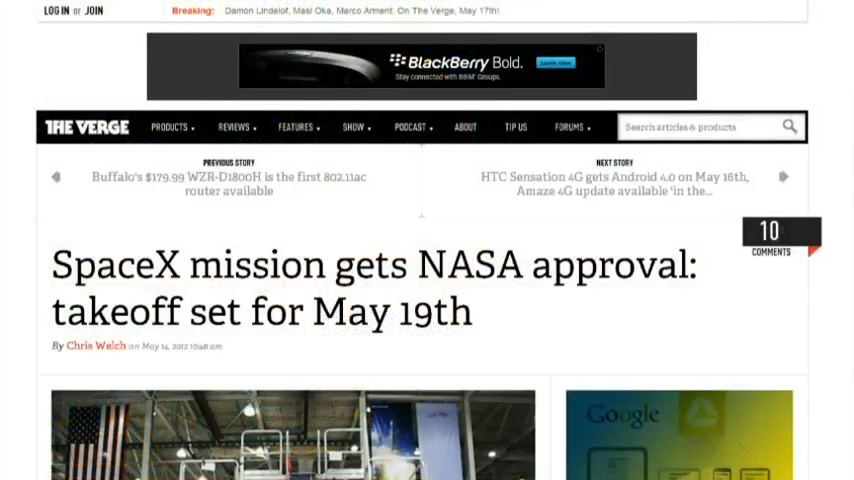 LOG IN or JOIN
Breaking: Damon Lindelof, Masi Oka, Marco Arment: On The Verge, May 17th!
BlackBerry Bold.
Stay connected with BBM Groups.
Learn more
THE VERGE PRODUCTS REVIEWS FEATURES SHOW PODCAST ABOUT TIP US FORUMS Search articles & products
PREVIOUS STORY
Buffalo's $179.99 WZR-D1800H is the first 802.11ac
router available
NEXT STORY
HTC Sensation 4G gets Android 4.0 on May 16th,
Amaze 4G update available 'in the...
10
COMMENTS
SpaceX mission gets NASA approval:
takeoff set for May 19th
By Chris Welch on May 14, 2012 10:48 am
Google